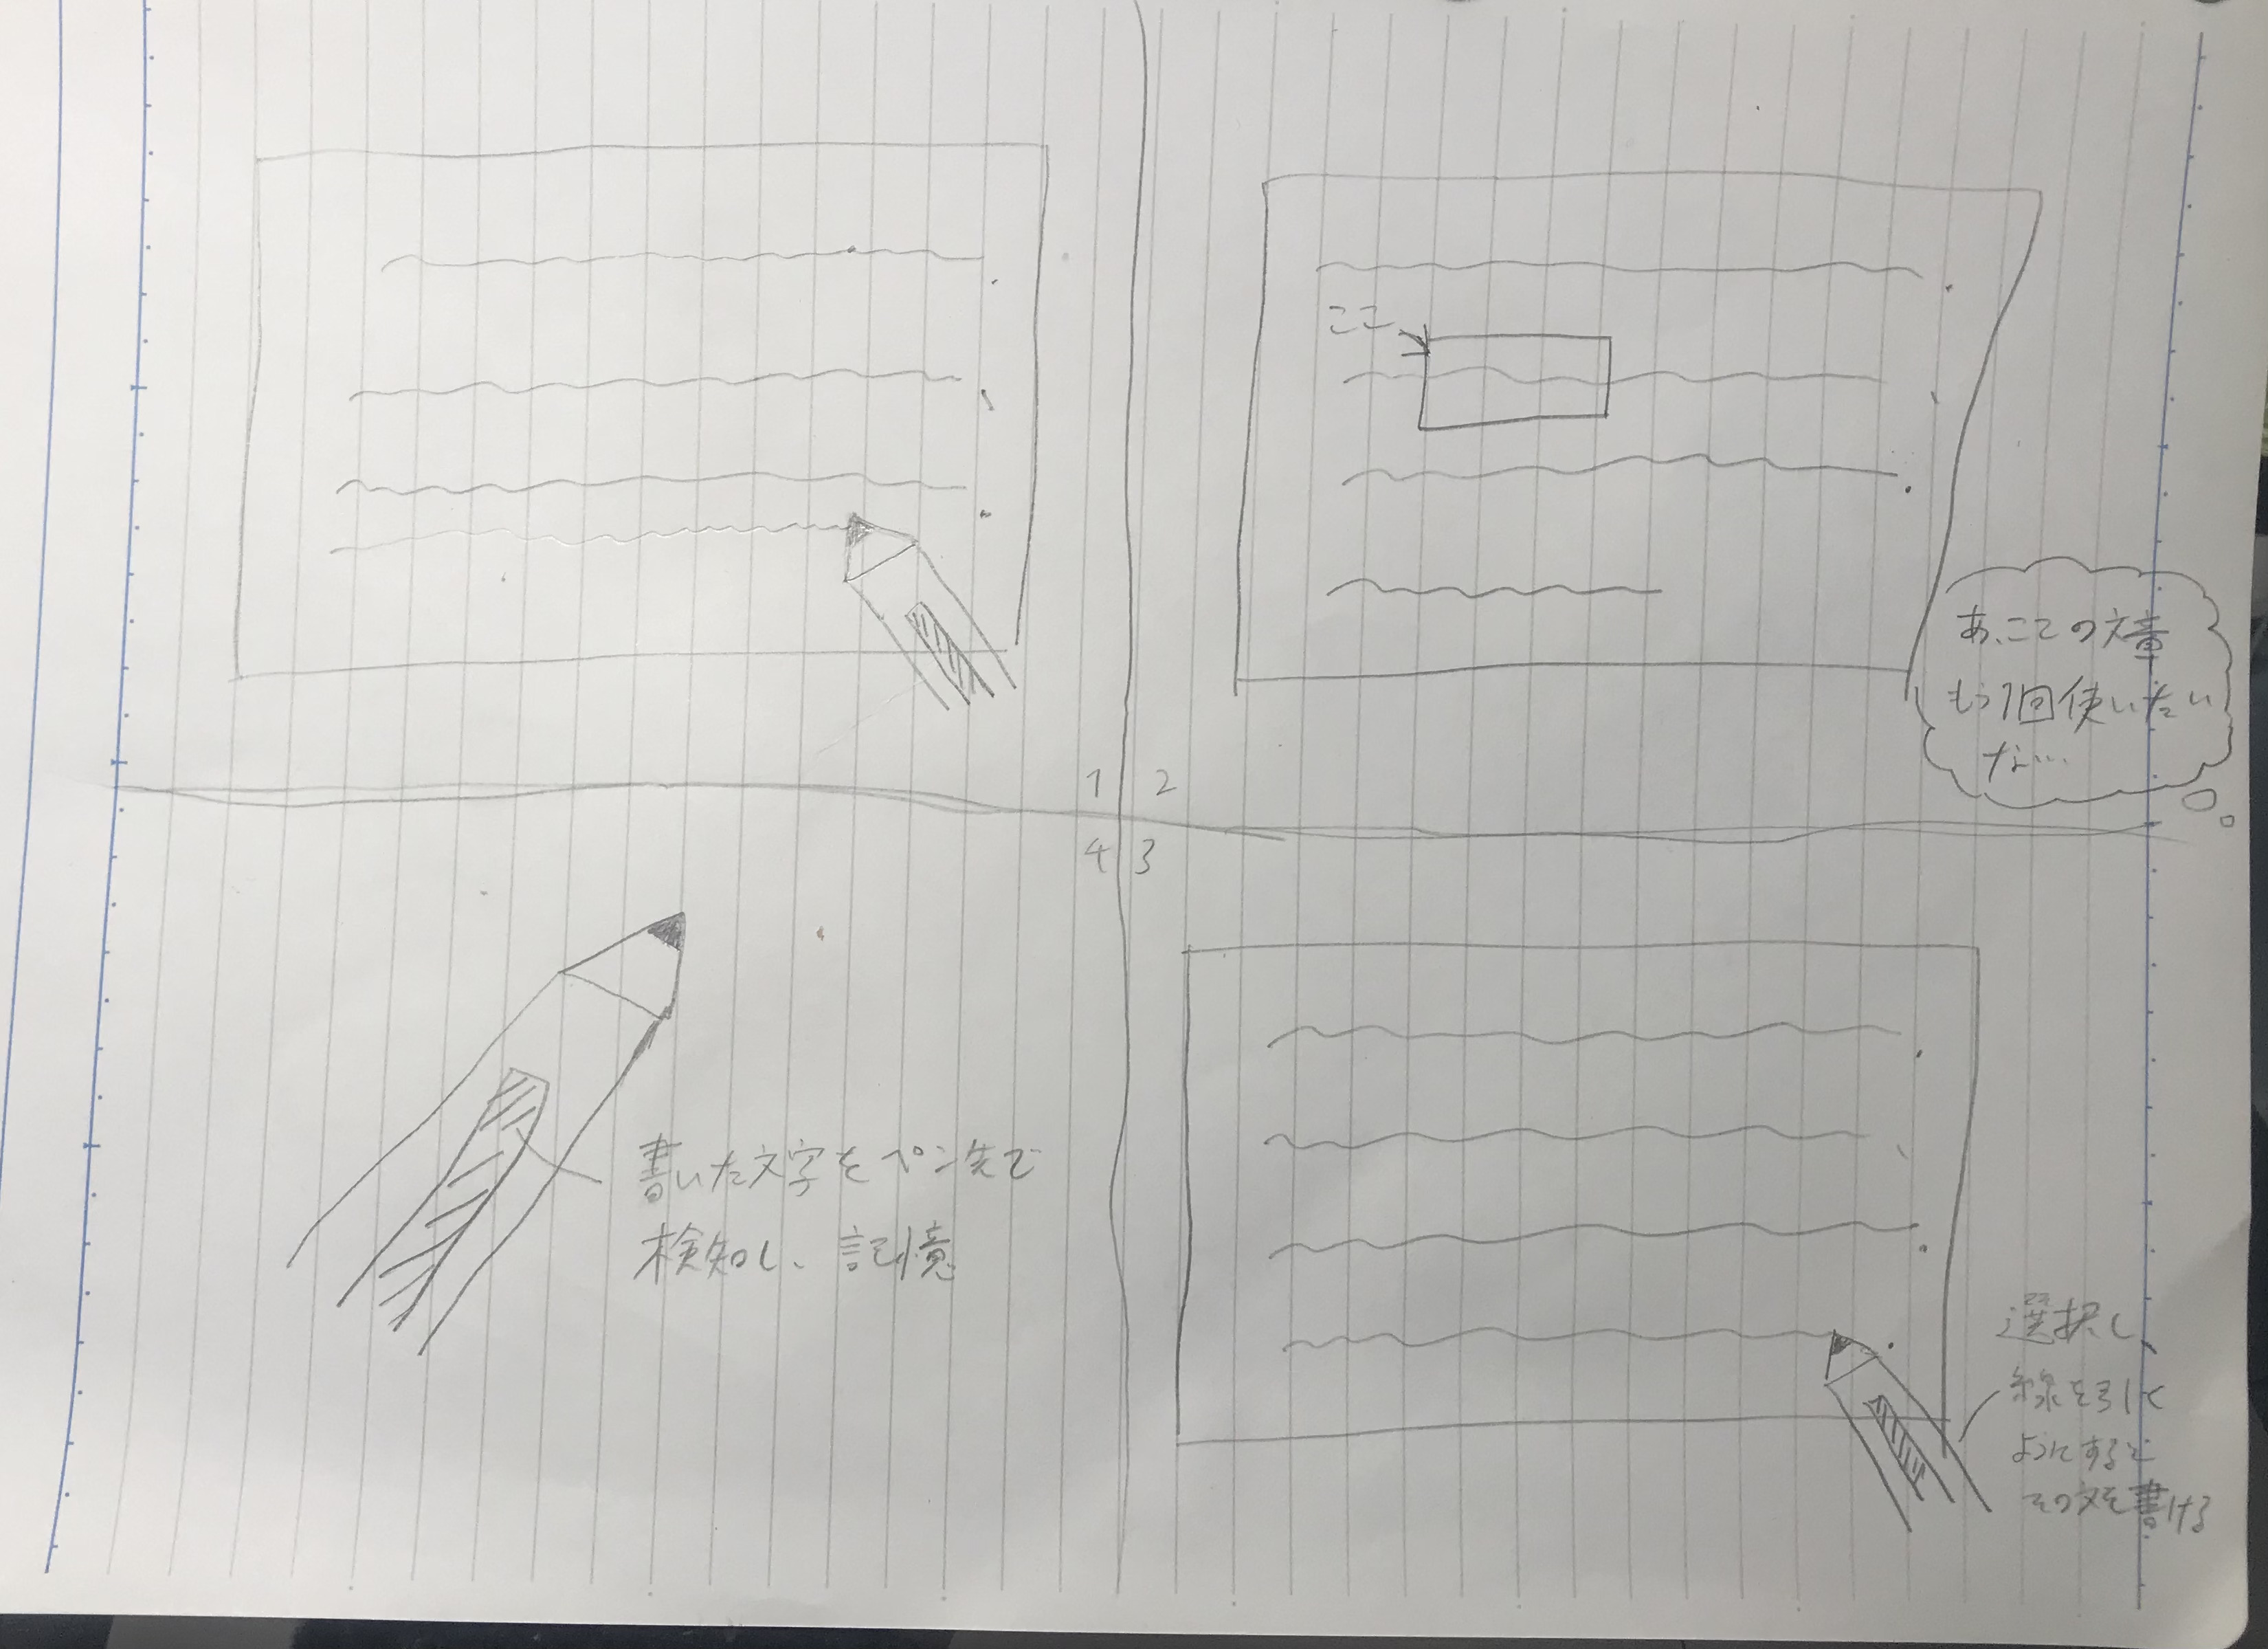 1
2
ここ
あ、ここの文章
もう1回使いたい
な…
3
選択し、
線を引く
ようにすると
その文を書ける
4
書いた文字をペン先で
検知し、記憶